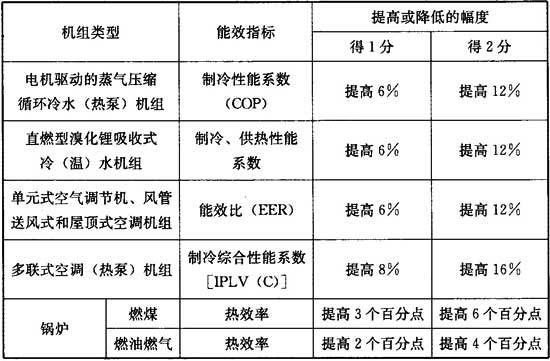 机组类型 能效指标 提高或降低的幅度
得1分 得2分
电机驱动的蒸气压缩
循环冷水（热泵）机组
制冷性能系数
（COP）
提高 6% 提高 12%
直燃型溴化锂吸收式
冷（温）水机组
制冷、供热性能
系数
提高 6% 提高 12%
单元式空气调节机、风管
送风式和屋顶式空调机组
能效比（EER）
提高 6% 提高 12%
多联式空调（热泵）机组
制冷综合性能系数
［IPLV（C）］
提高 8% 提高 16%
锅炉
燃煤 热效率 提高 3 个百分点 提高 6 个百分点
燃油燃气 热效率 提高 2 个百分点 提高 4 个百分点